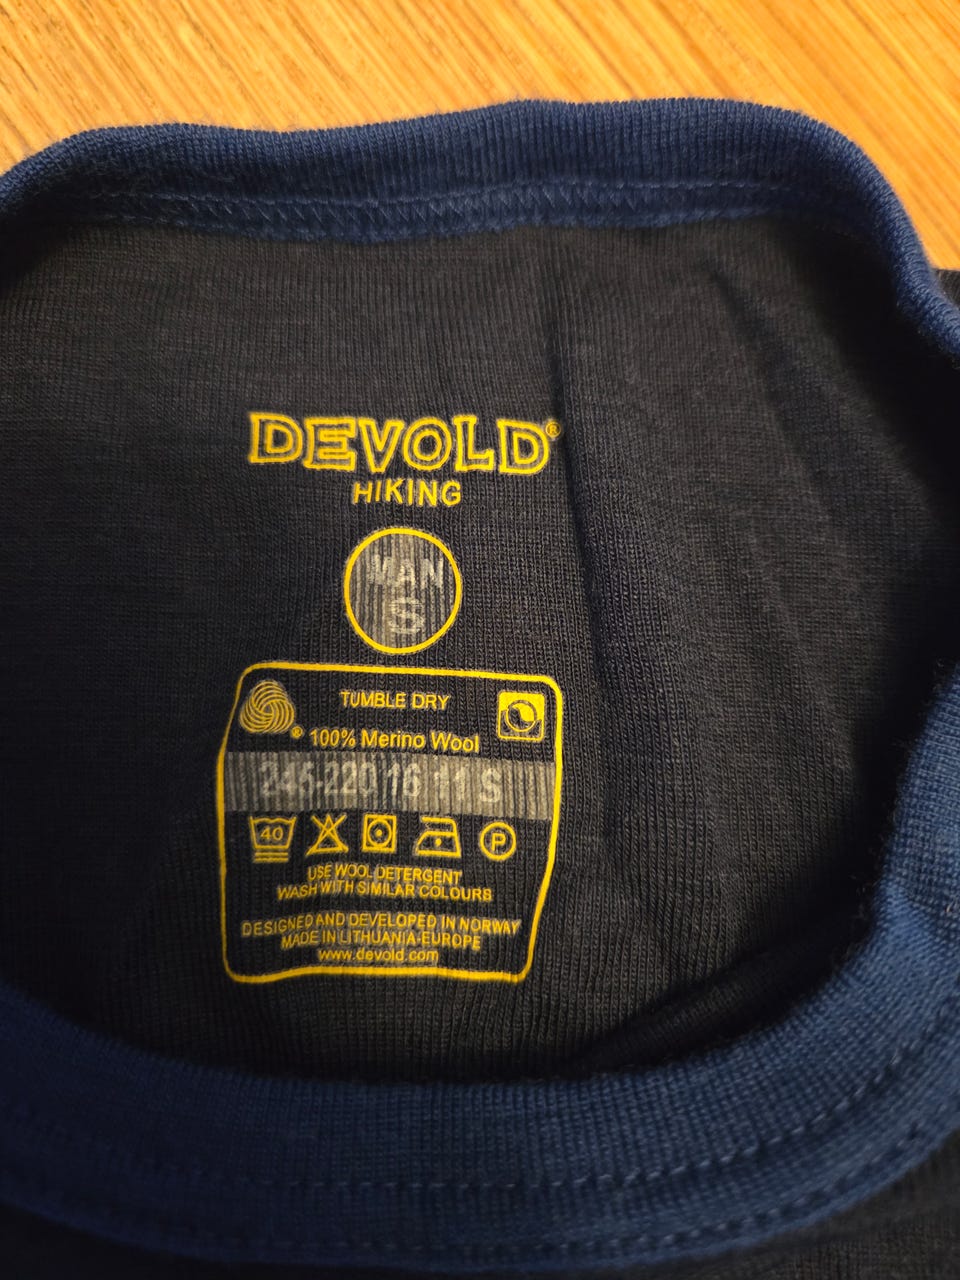 DEVOLD®
HIKING
MAN
S
TUMBLE DRY
® 100% Merino Wool
245-220 16 11 S
40 P
USE WOOL DETERGENT
WASH WITH SIMILAR COLOURS
DESIGNED AND DEVELOPED IN NORWAY
MADE IN LITHUANIA-EUROPE
www.devold.com